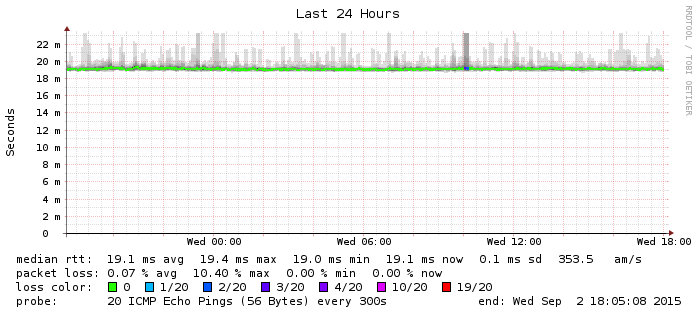 Last 24 Hours
RRDTOOL / TOBI OETIKER
Seconds
22 m
20 m
18 m
16 m
14 m
12 m
10 m
8 m
6 m
4 m
2 m
0
Wed 00:00 Wed 06:00 Wed 12:00 Wed 18:00
median rtt: 19.1 ms avg 19.4 ms max 19.0 ms min 19.1 ms now 0.1 ms sd 353.5 am/s
packet loss: 0.07 % avg 10.40 % max 0.00 % min 0.00 % now
loss color: 0 1/20 2/20 3/20 4/20 10/20 19/20
probe: 20 ICMP Echo Pings (56 Bytes) every 300s end: Wed Sep 2 18:05:08 2015